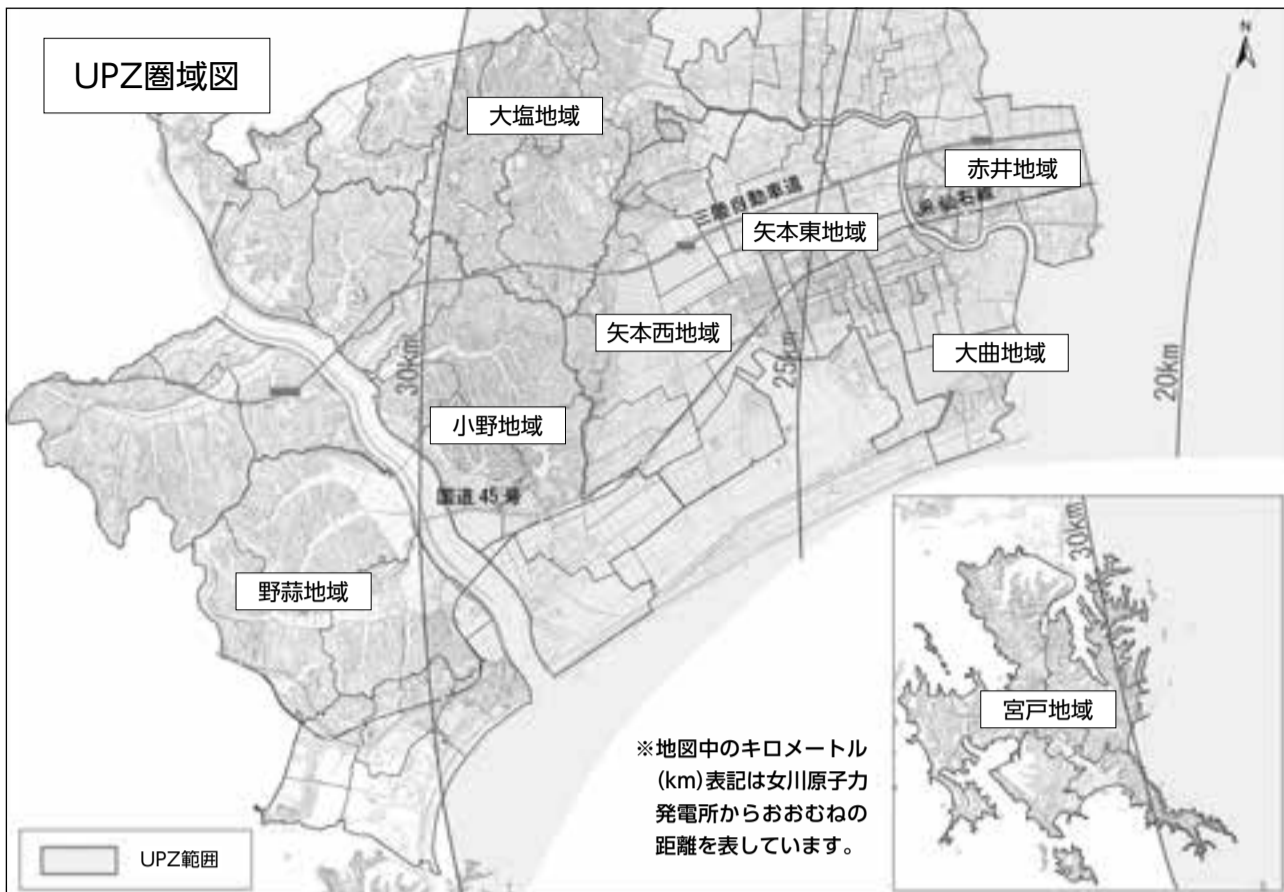 UPZ圏域図
N
大塩地域
赤井地域
三陸自動車道
JR仙石線
矢本東地域
矢本西地域
大曲地域
30km
25km
20km
小野地域
国道45号
野蒜地域
30km
宮戸地域
※地図中のキロメートル
(km)表記は女川原子力
発電所からおおむねの
距離を表しています。
UPZ範囲